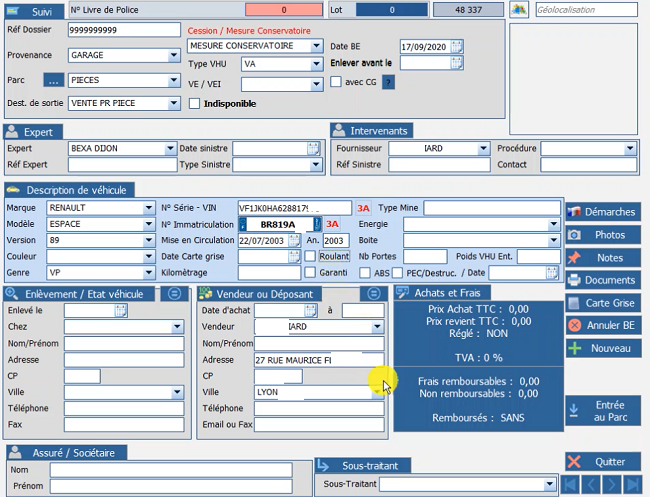 Suivi N° Livre de Police 0 Lot 0 48 337 Géolocalisation
Réf Dossier 9999999999 Cession / Mesure Conservatoire
MESURE CONSERVATOIRE Date BE 17/09/2020
Provenance GARAGE Type VHU VA Enlever avant le
Parc ... PIECES VE / VEI avec CG ?
Dest. de sortie VENTE PR PIECE Indisponible
Expert Intervenants
Expert BEXA DIJON Date sinistre Fournisseur IARD Procédure
Réf Expert Type Sinistre Réf Sinistre Contact
Description de véhicule
Marque RENAULT N° Série - VIN VF1JK0HA6288179 3A Type Mine Démarches
Modèle ESPACE N° Immatriculation BR819A 3A Energie
Version 89 Mise en Circulation 22/07/2003 An. 2003 Boite Photos
Couleur Date Carte grise Roulant Nb Portes Poids VHU Ent. Notes
Genre VP Kilomètrage Garanti ABS PEC/Destruc. / Date Documents
Enlèvement / Etat véhicule Vendeur ou Déposant Achats et Frais
Enlevé le Date d'achat à Prix Achat TTC : 0,00 Carte Grise
Chez Vendeur IARD Prix revient TTC : 0,00
Nom/Prénom Nom/Prénom Réglé : NON Annuler BE
Adresse Adresse 27 RUE MAURICE TVA : 0 % Nouveau
CP CP Frais remboursables : 0,00
Ville Ville LYON Non remboursables : 0,00
Téléphone Téléphone Remboursés : SANS Entrée
au Parc
Fax Email ou Fax
Assuré / Sociétaire Sous-traitant Quitter
Nom
Prénom Sous-Traitant